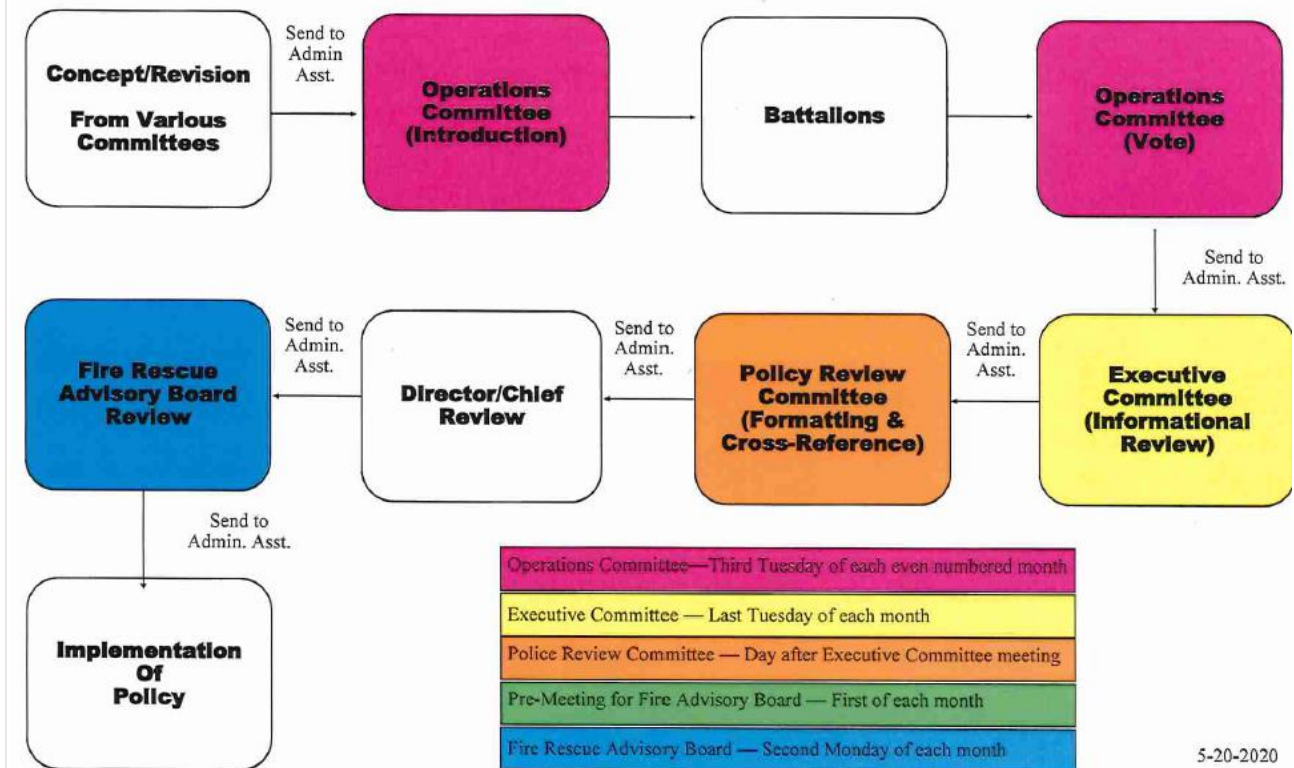 Concept/Revision
From Various
Committees
Send to
Admin
Asst.
Operations
Committee
(Introduction)
Battalions
Operations
Committee
(Vote)
Send to
Admin. Asst.
Executive
Committee
(Informational
Review)
Send to
Admin.
Asst.
Policy Review
Committee
(Formatting &
Cross-Reference)
Send to
Admin.
Asst.
Director/Chief
Review
Send to
Admin.
Asst.
Fire Rescue
Advisory Board
Review
Send to
Admin. Asst.
Implementation
Of
Policy
Operations Committee—Third Tuesday of each even numbered month
Executive Committee — Last Tuesday of each month
Police Review Committee — Day after Executive Committee meeting
Pre-Meeting for Fire Advisory Board — First of each month
Fire Rescue Advisory Board — Second Monday of each month
5-20-2020